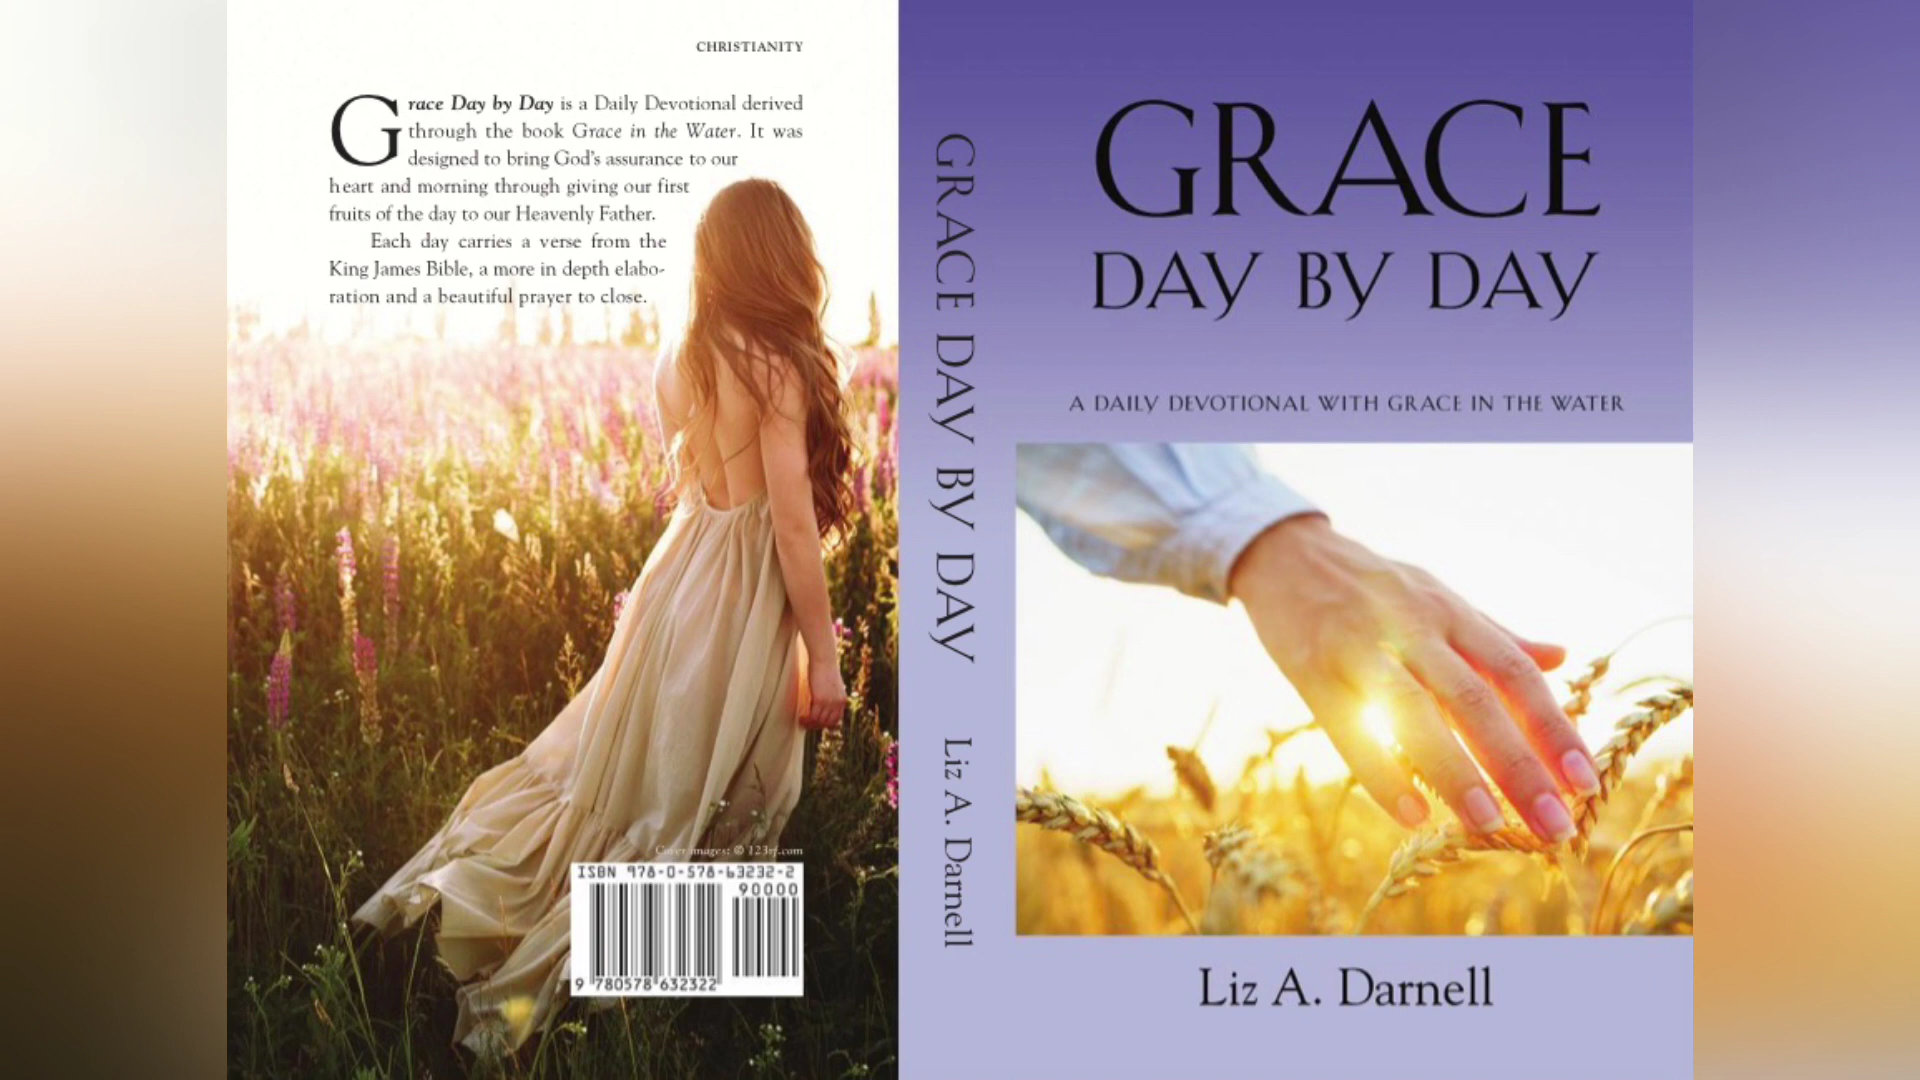 CHRISTIANITY
Grace Day by Day is a Daily Devotional derived
through the book Grace in the Water. It was
designed to bring God's assurance to our
heart and morning through giving our first
fruits of the day to our Heavenly Father.
Each day carries a verse from the
King James Bible, a more in depth elabo-
ration and a beautiful prayer to close.
Cover images: © 123rf.com
ISBN 978-0-578-63232-2
90000
9 780578 632322
GRACE DAY BY DAY Liz A. Darnell
GRACE
DAY BY DAY
A DAILY DEVOTIONAL WITH GRACE IN THE WATER
Liz A. Darnell